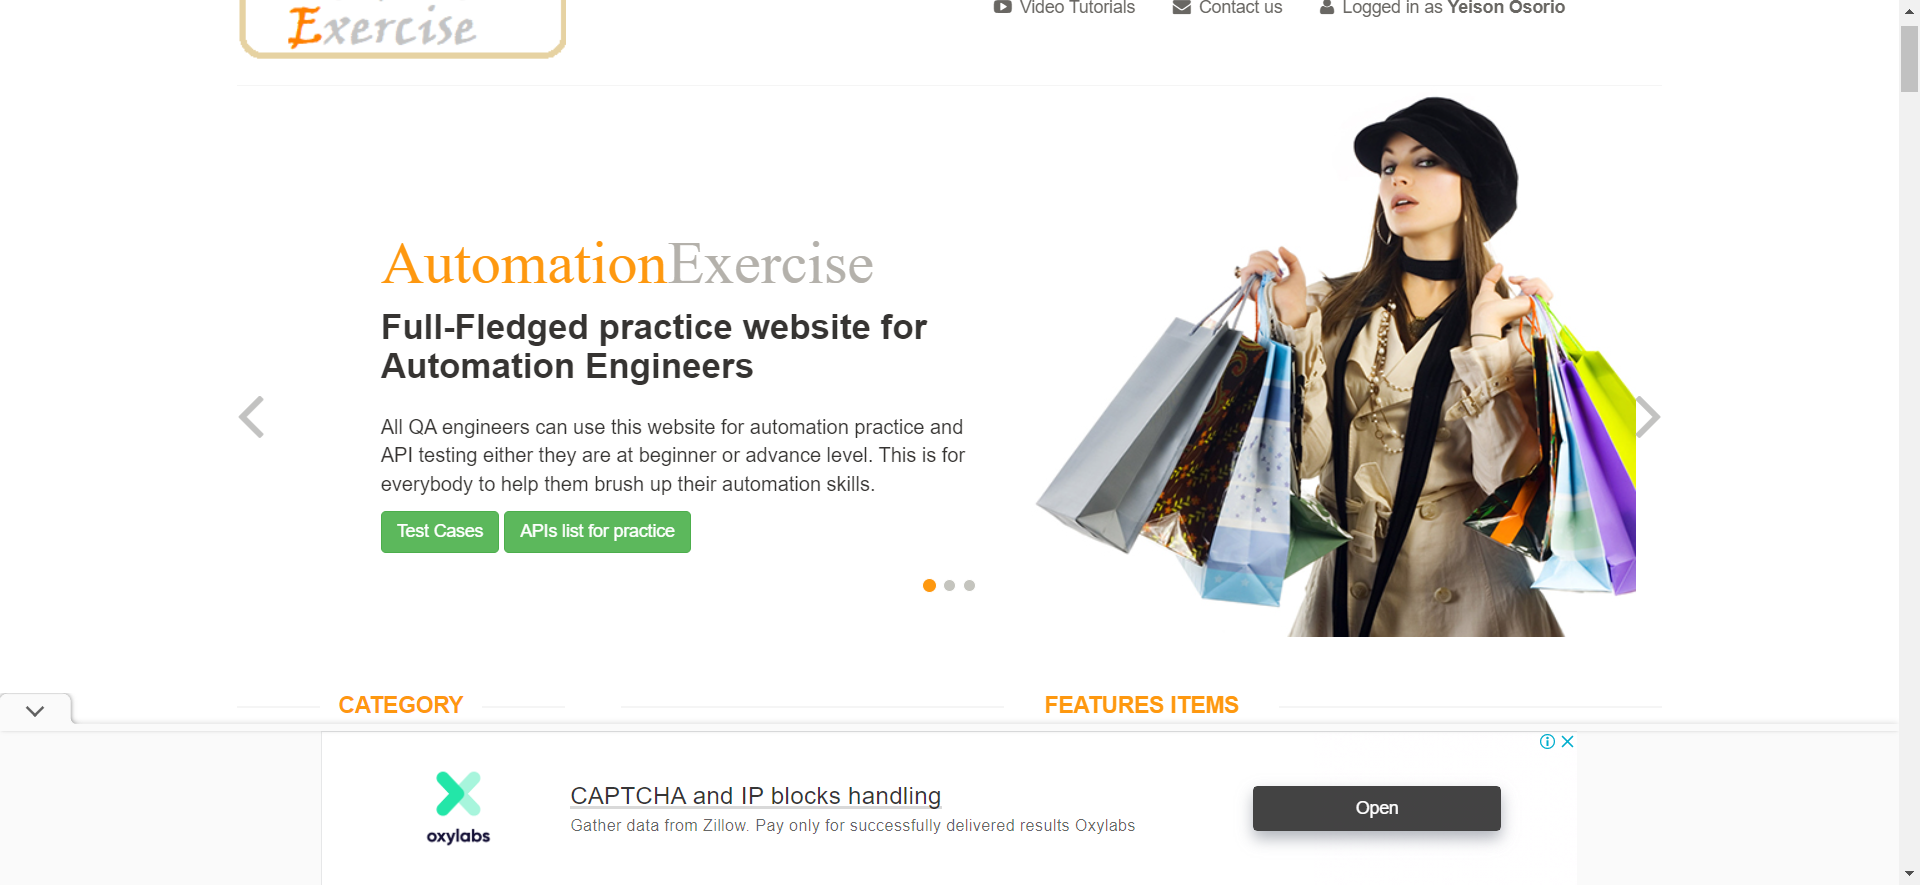 Exercise
Video Tutorials
Contact us
Logged in as Yeison Osorio
AutomationExercise
Full-Fledged practice website for
Automation Engineers
All QA engineers can use this website for automation practice and
API testing either they are at beginner or advance level. This is for
everybody to help them brush up their automation skills.
Test Cases
APIs list for practice
CATEGORY
FEATURES ITEMS
oxylabs
CAPTCHA and IP blocks handling
Gather data from Zillow. Pay only for successfully delivered results Oxylabs
Open